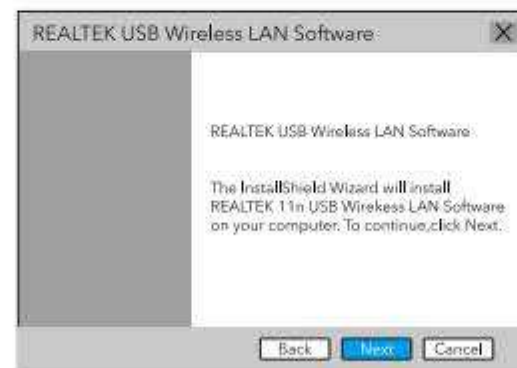 REALTEK USB Wireless LAN Software
REALTEK USB Wireless LAN Software
The InstallShield Wizard will install
REALTEK 11n USB Wirekess LAN Software
on your computer. To continue,click Next.
Back Next Cancel